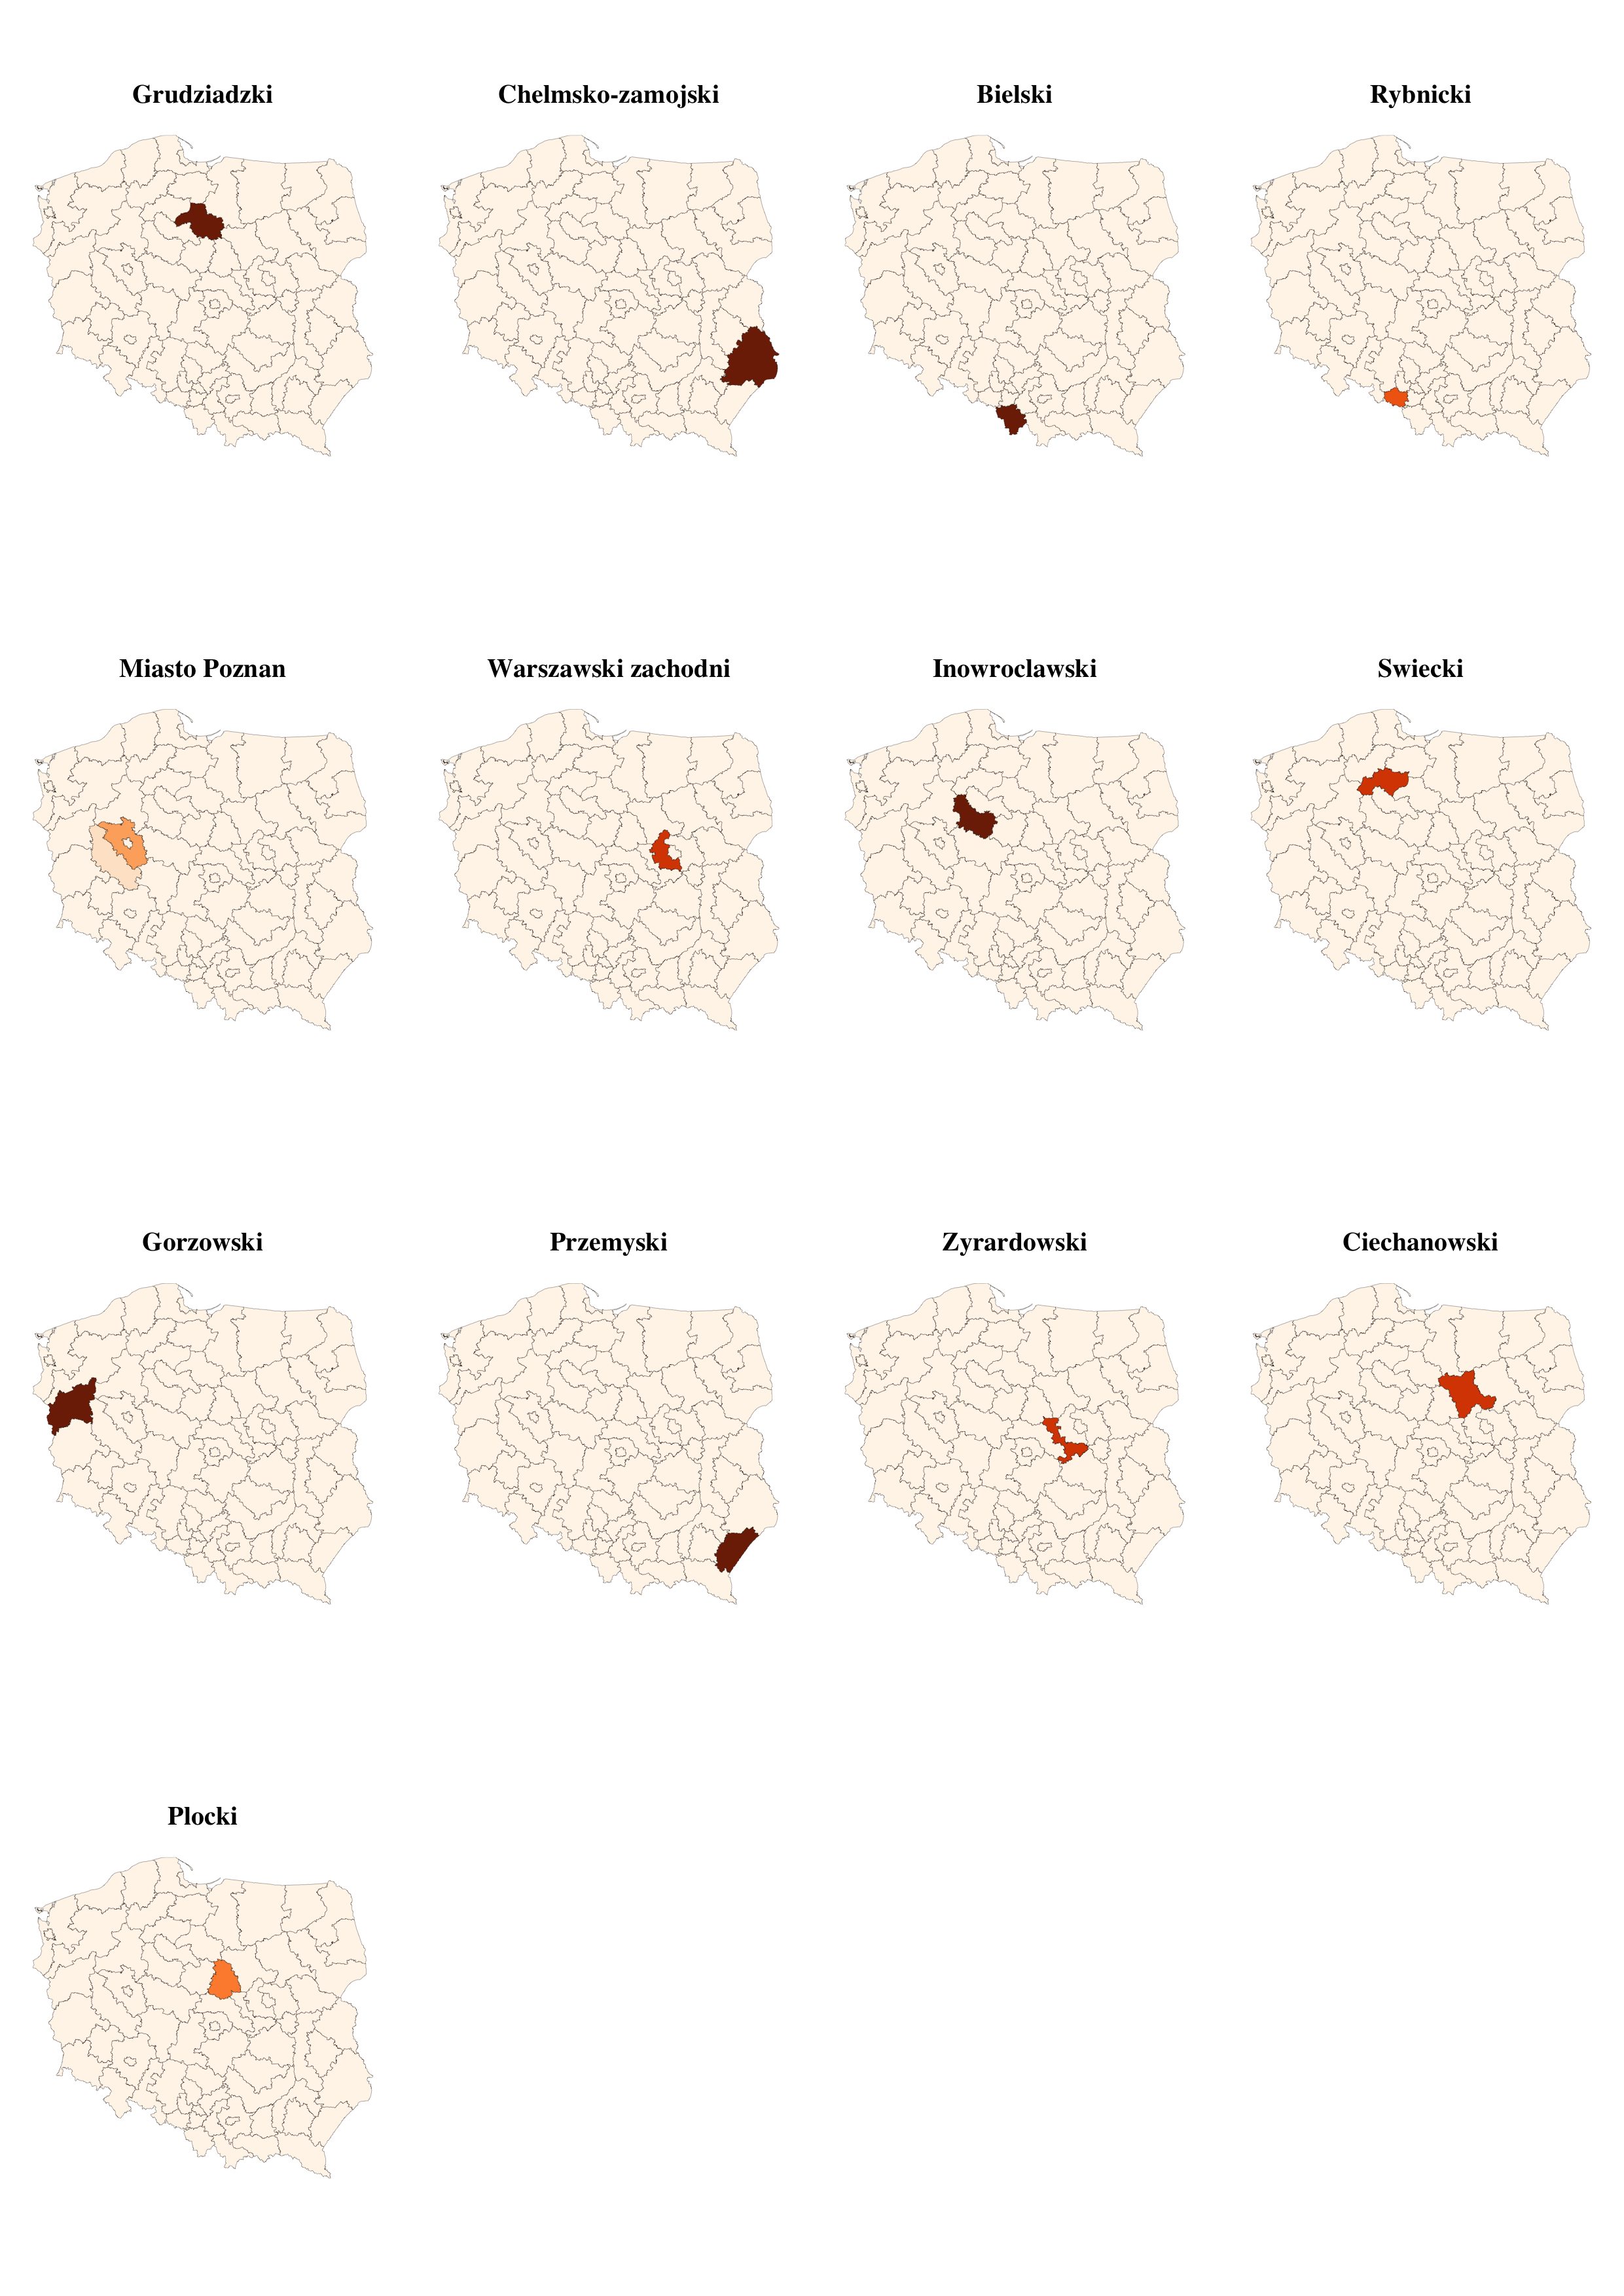 Grudziadzki
Chelmsko-zamojski
Bielski
Rybnicki
Miasto Poznan
Warszawski zachodni
Inowroclawski
Swiecki
Gorzowski
Przemyski
Zyrardowski
Ciechanowski
Plocki